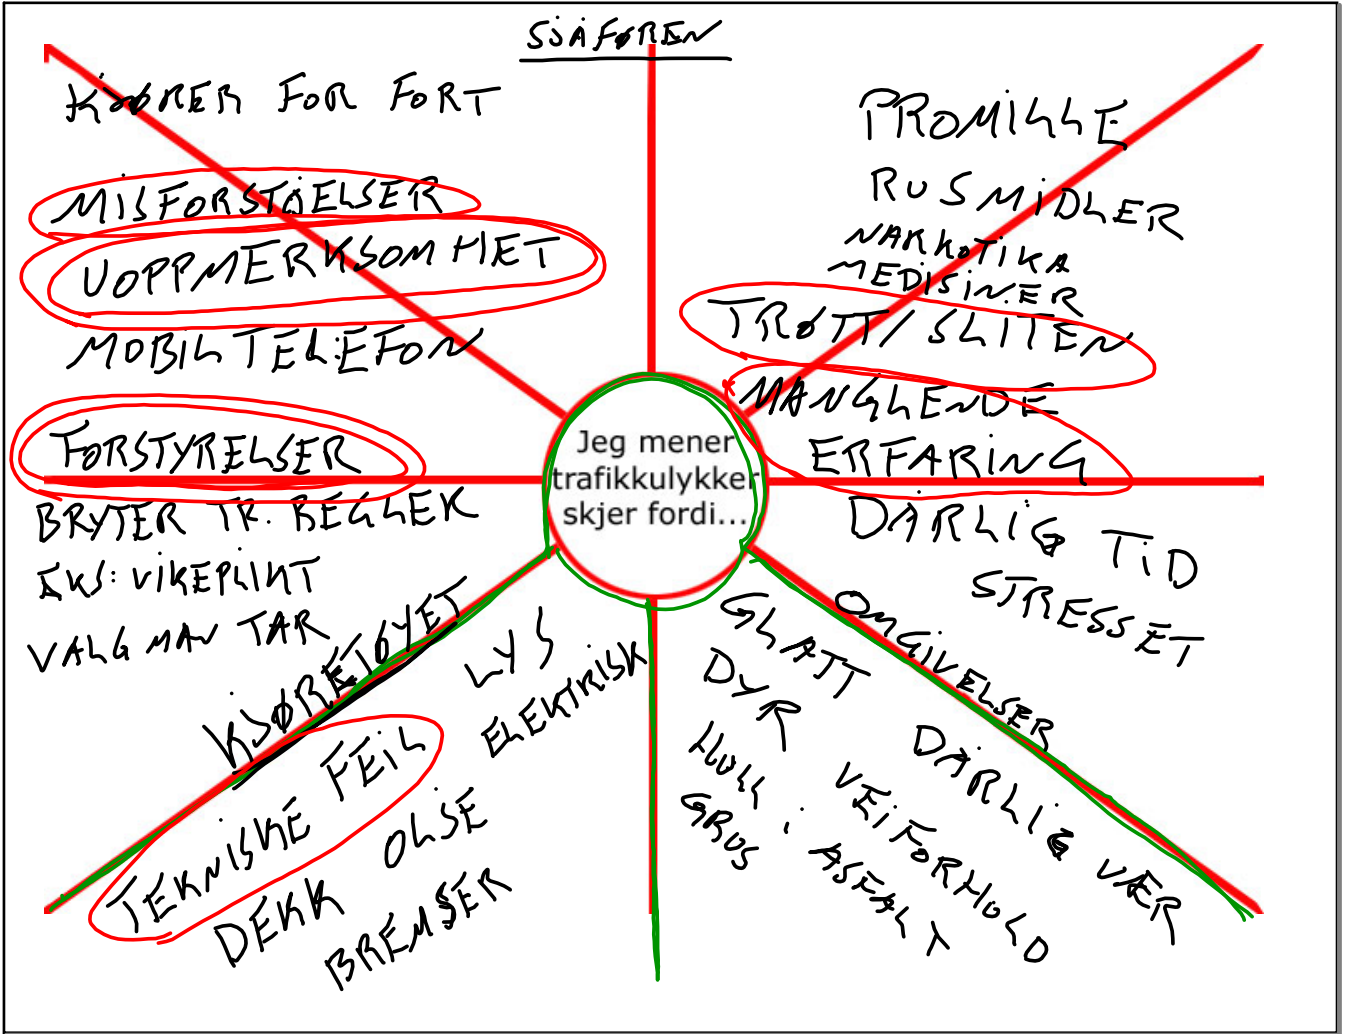 SJÅFØREN
KJØRER FOR FORT
MISFORSTÅELSER
UOPPMERKSOMHET
MOBILTELEFON
FORSTYRELSER
BRYTER TR. REGLER
EKS: VIKEPLIKT
VALG MAN TAR
PROMILLE
RUSMIDLER
NARKOTIKA
MEDISINER
TRØTT/SLITEN
MANGLENDE
ERFARING
DÅRLIG TID
STRESSET
Jeg mener
trafikkulykker
skjer fordi...
KJØRETØYET
LYS
ELEKTRISK
TEKNISKE FEIL
DEKK OLJE
BREMSER
OMGIVELSER
GLATT
DYR
HULL i ASFALT
GRUS
VEIFORHOLD
DÅRLIG VÆR